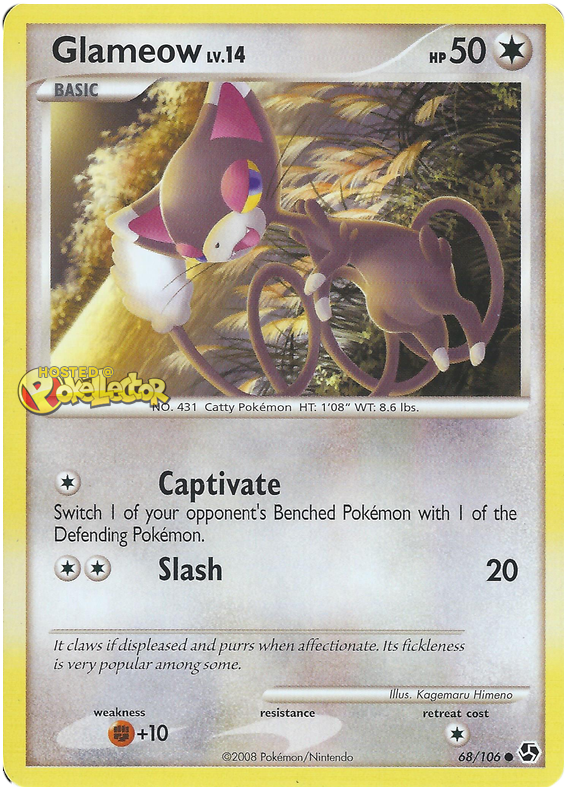 Glameow LV.14
HP 50
BASIC
HOSTED @
PokéLLECTOR
NO. 431 Catty Pokémon HT: 1'08" WT: 8.6 lbs.
Captivate
Switch 1 of your opponent's Benched Pokémon with 1 of the
Defending Pokémon.
Slash 20
It claws if displeased and purrs when affectionate. Its fickleness
is very popular among some.
Illus. Kagemaru Himeno
weakness resistance retreat cost
+10
©2008 Pokémon/Nintendo 68/106